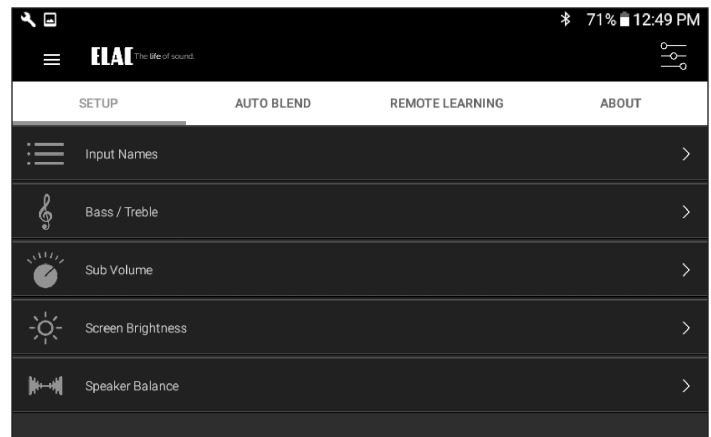 71% 12:49 PM
ELAC The life of sound.
SETUP AUTO BLEND REMOTE LEARNING ABOUT
Input Names
Bass / Treble
Sub Volume
Screen Brightness
Speaker Balance